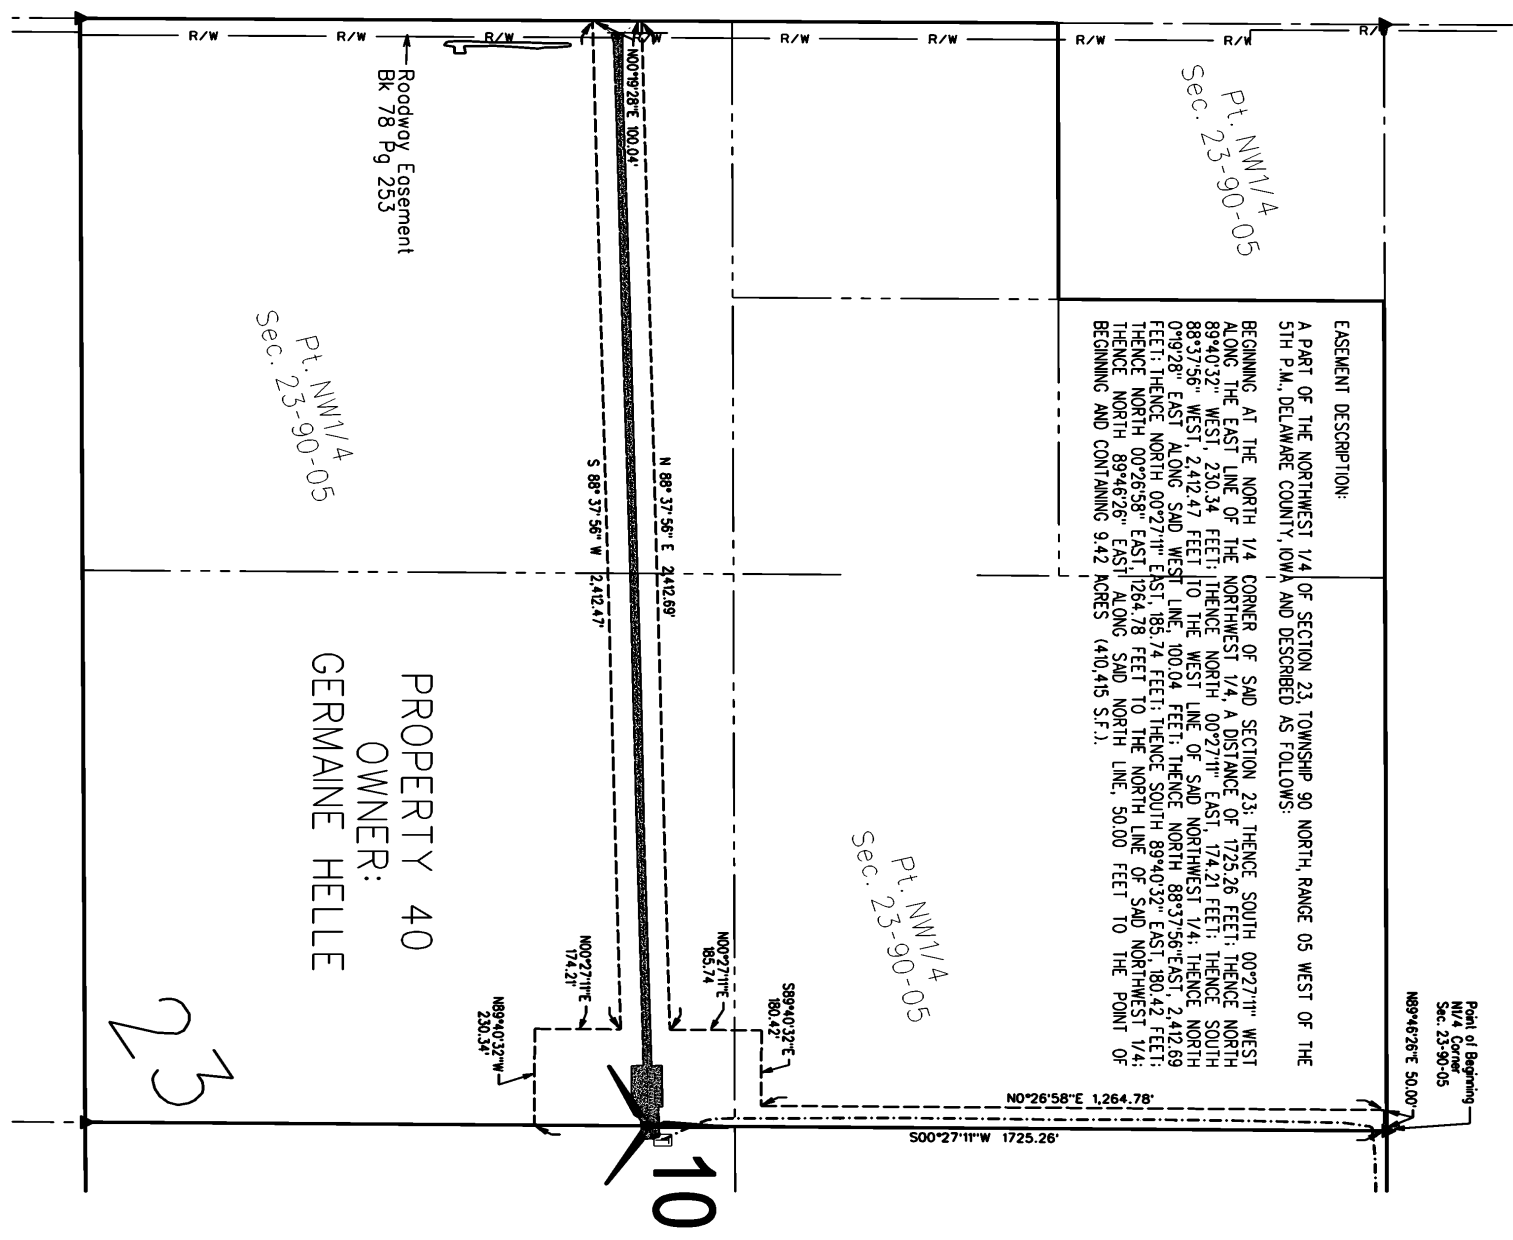 Point of Beginning
N1/4 Corner
Sec. 23-90-05
N89°46'26"E 50.00'
EASEMENT DESCRIPTION:
A PART OF THE NORTHWEST 1/4 OF SECTION 23, TOWNSHIP 90 NORTH, RANGE 05 WEST OF THE
5TH P.M., DELAWARE COUNTY, IOWA AND DESCRIBED AS FOLLOWS:
BEGINNING AT THE NORTH 1/4 CORNER OF SAID SECTION 23; THENCE SOUTH 00°27'11" WEST
ALONG THE EAST LINE OF THE NORTHWEST 1/4, A DISTANCE OF 1725.26 FEET; THENCE NORTH
89°40'32" WEST, 230.34 FEET; THENCE NORTH 00°27'11" EAST, 174.21 FEET; THENCE SOUTH
88°37'56" WEST, 2,412.47 FEET TO THE WEST LINE OF SAID NORTHWEST 1/4; THENCE NORTH
0°19'28" EAST ALONG SAID WEST LINE, 100.04 FEET; THENCE NORTH 88°37'56"EAST, 2,412.69
FEET; THENCE NORTH 00°27'11" EAST, 185.74 FEET; THENCE SOUTH 89°40'32" EAST, 180.42 FEET;
THENCE NORTH 00°26'58" EAST, 1264.78 FEET TO THE NORTH LINE OF SAID NORTHWEST 1/4;
THENCE NORTH 89°46'26" EAST ALONG SAID NORTH LINE, 50.00 FEET TO THE POINT OF
BEGINNING AND CONTAINING 9.42 ACRES (410,415 S.F.).
Pt. NW1/4
Sec. 23-90-05
R/W
R/W
R/W
R/W
R/W
R/W
R/W
R/W
N0°26'58"E 1,264.78'
S00°27'11"W 1725.26'
Pt. NW1/4
Sec. 23-90-05
S89°40'32"E
180.42'
N00°27'11"E
185.74
N00°19'28"E 100.04'
N 88° 37' 56" E 2,412.69'
S 88° 37' 56" W 2,412.47'
N00°27'11"E
174.21'
N89°40'32"W
230.34'
10
Roadway Easement
Bk 78 Pg 253
Pt. NW1/4
Sec. 23-90-05
PROPERTY 40
OWNER:
GERMAINE HELLE
23